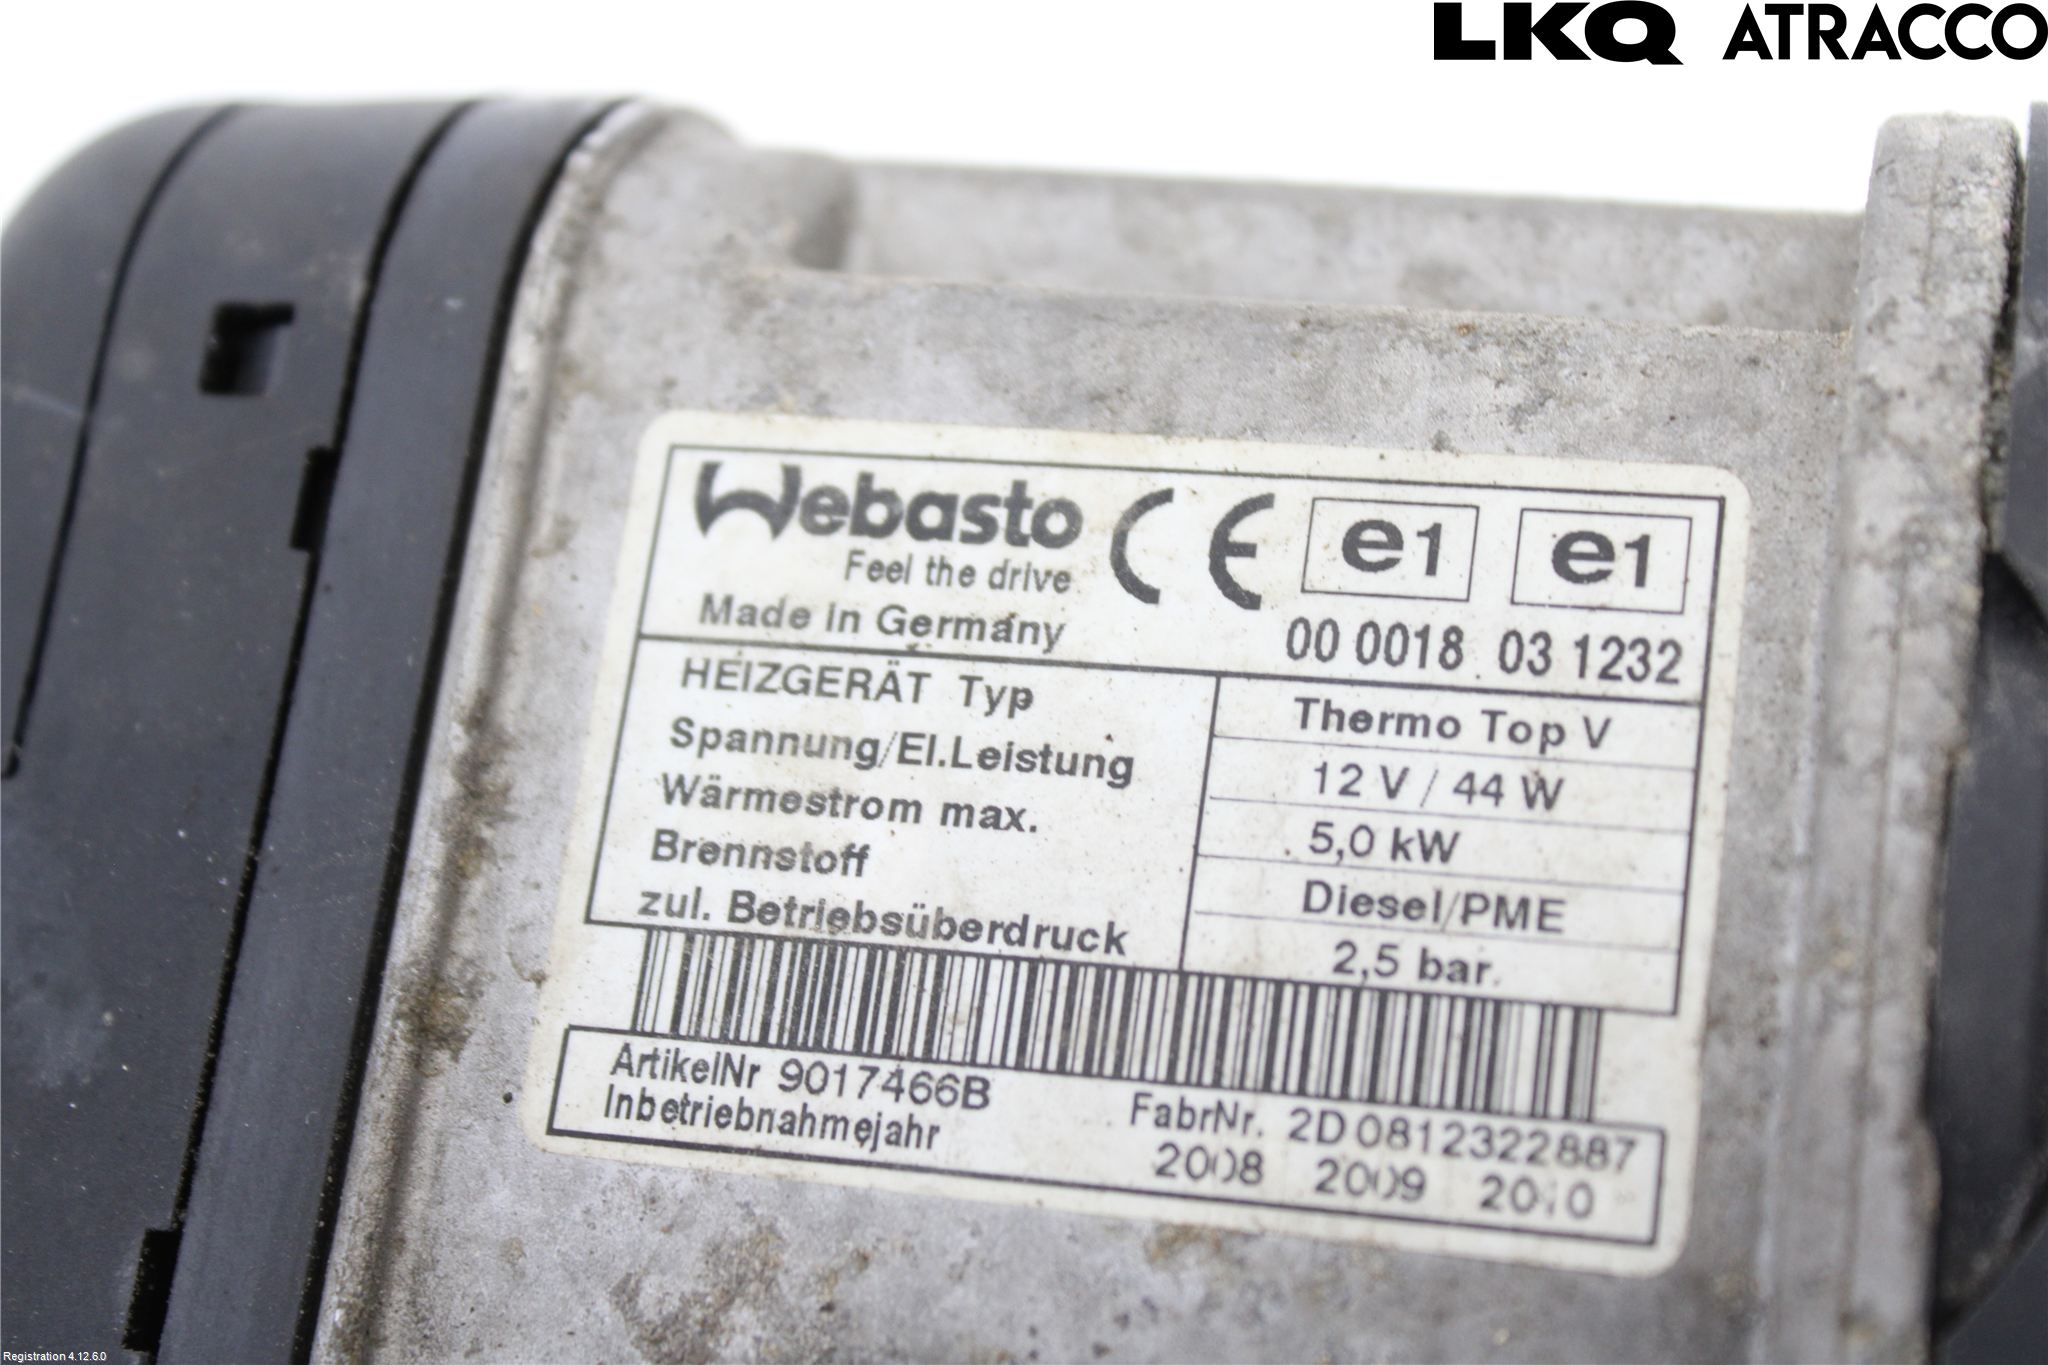 LKQ ATRACCO
Webasto
Feel the drive
Made in Germany
CE e1 e1
00 0018 03 1232
HEIZGERÄT Typ Thermo Top V
Spannung/El.Leistung 12 V / 44 W
Wärmestrom max. 5,0 kW
Brennstoff Diesel/PME
zul. Betriebsüberdruck 2,5 bar
ArtikelNr 9017466B FabrNr. 2D0812322887
Inbetriebnahmejahr 2008 2009 2010
Registration 4.12.6.0